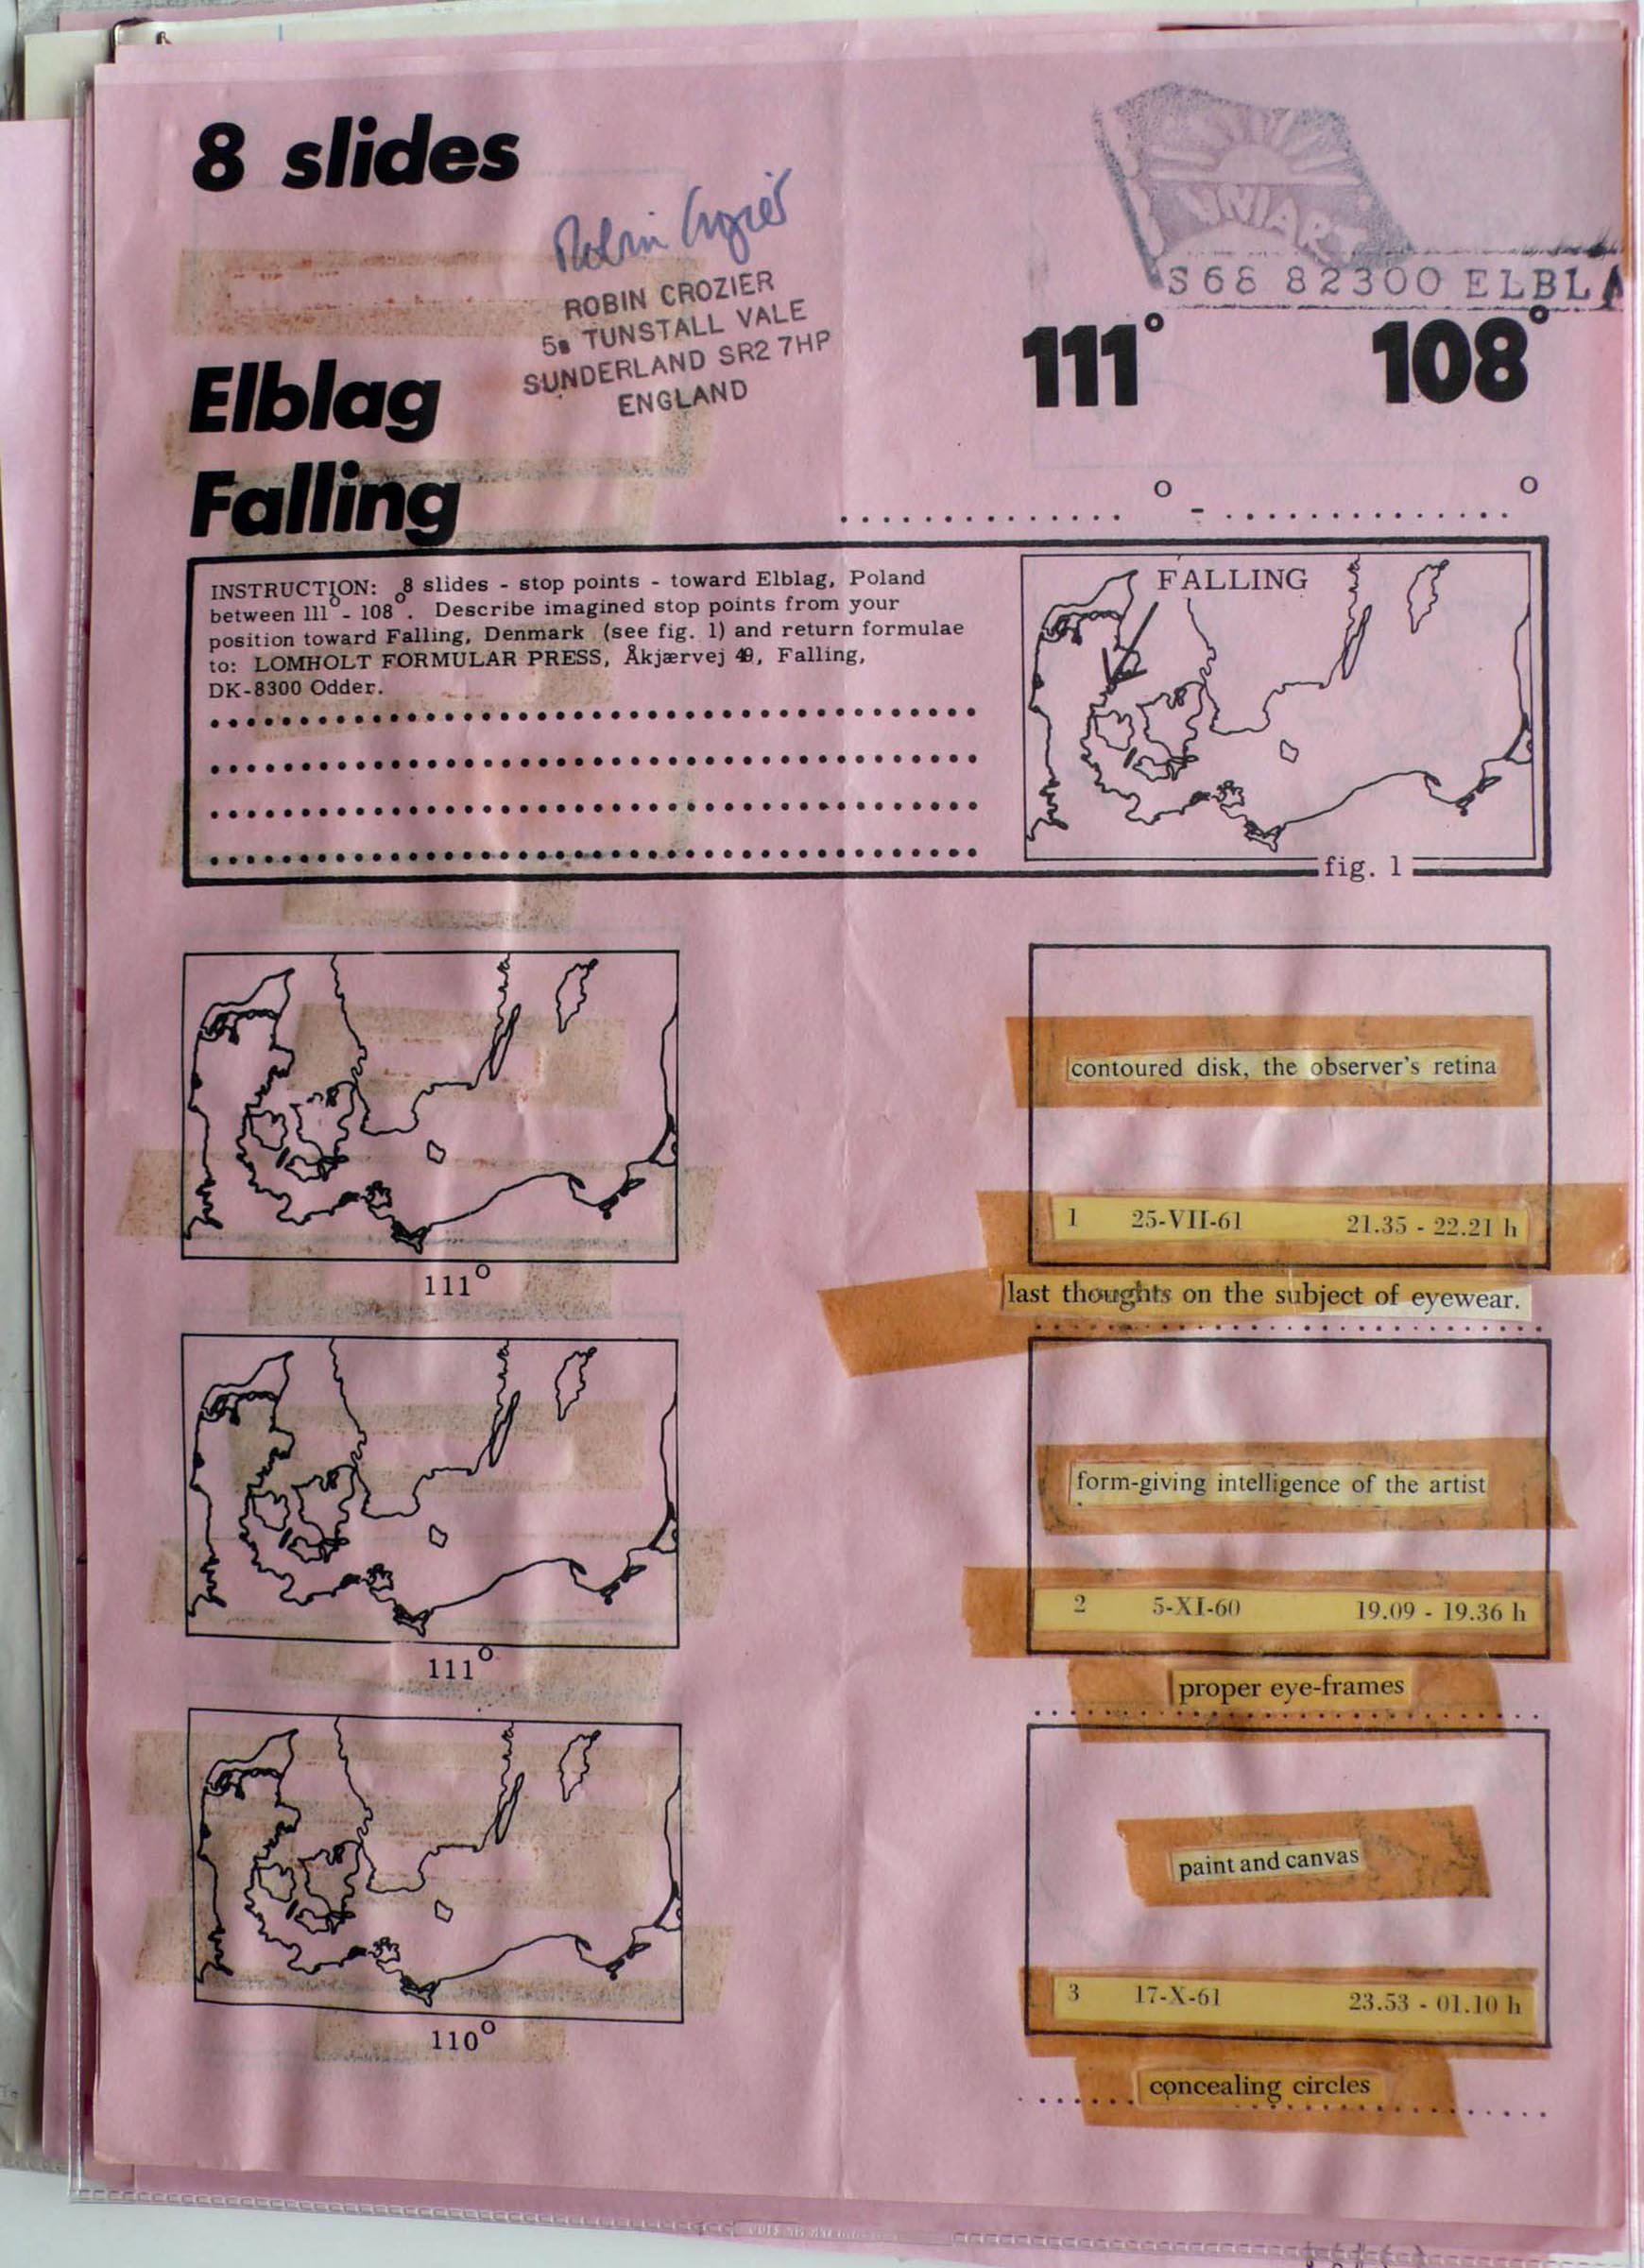 8 slides
Robin Crozier
ROBIN CROZIER
5a TUNSTALL VALE
SUNDERLAND SR2 7HP
ENGLAND
UNIART
S68 82300 ELBLA
111° 108°
Elblag
Falling
............... ° - ............... °
INSTRUCTION: 8 slides - stop points - toward Elblag, Poland
between 111° - 108°. Describe imagined stop points from your
position toward Falling, Denmark (see fig. 1) and return formulae
to: LOMHOLT FORMULAR PRESS, Åkjærvej 49, Falling,
DK-8300 Odder.
FALLING
fig. 1
111°
contoured disk, the observer's retina
1 25-VII-61 21.35 - 22.21 h
last thoughts on the subject of eyewear.
111°
form-giving intelligence of the artist
2 5-XI-60 19.09 - 19.36 h
proper eye-frames
110°
paint and canvas
3 17-X-61 23.53 - 01.10 h
concealing circles